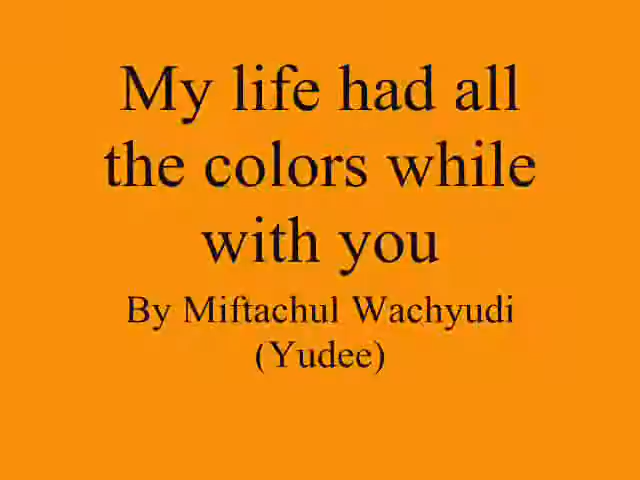 My life had all
the colors while
with you
By Miftachul Wachyudi
(Yudee)